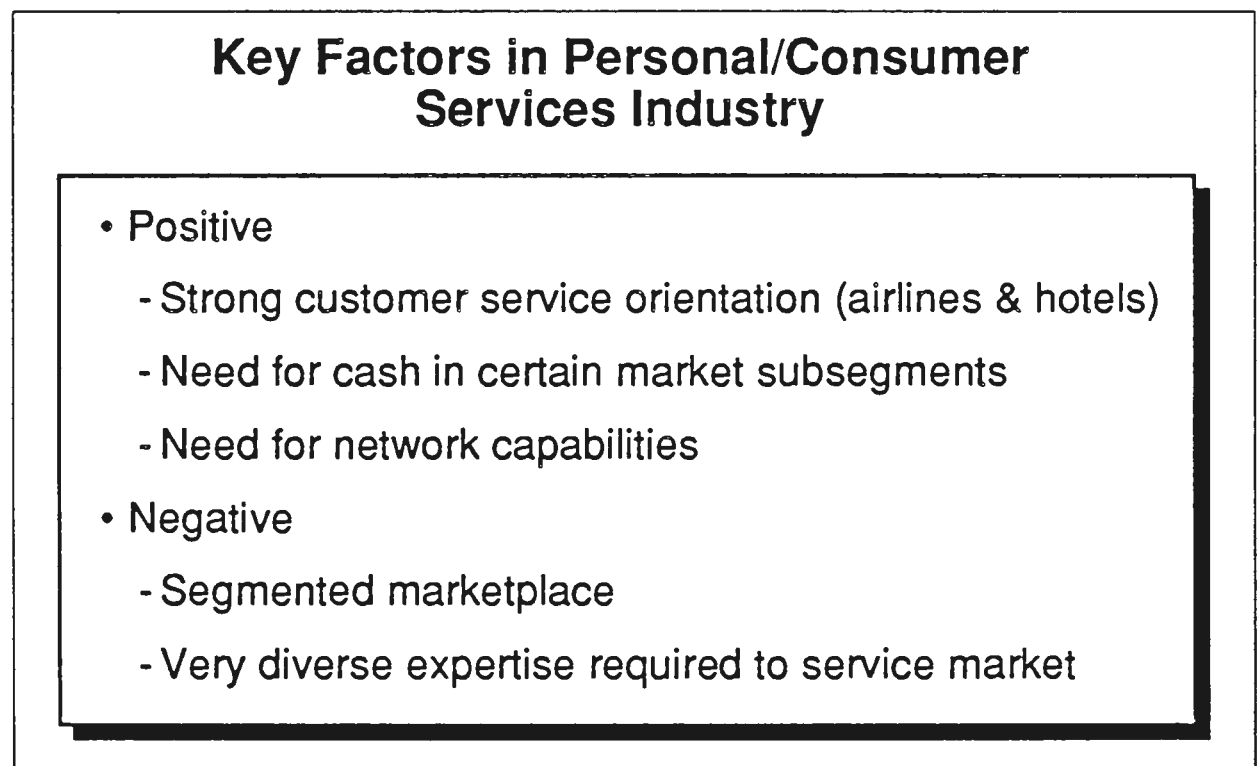 Key Factors in Personal/Consumer
Services Industry
• Positive
- Strong customer service orientation (airlines & hotels)
- Need for cash in certain market subsegments
- Need for network capabilities
• Negative
- Segmented marketplace
- Very diverse expertise required to service market